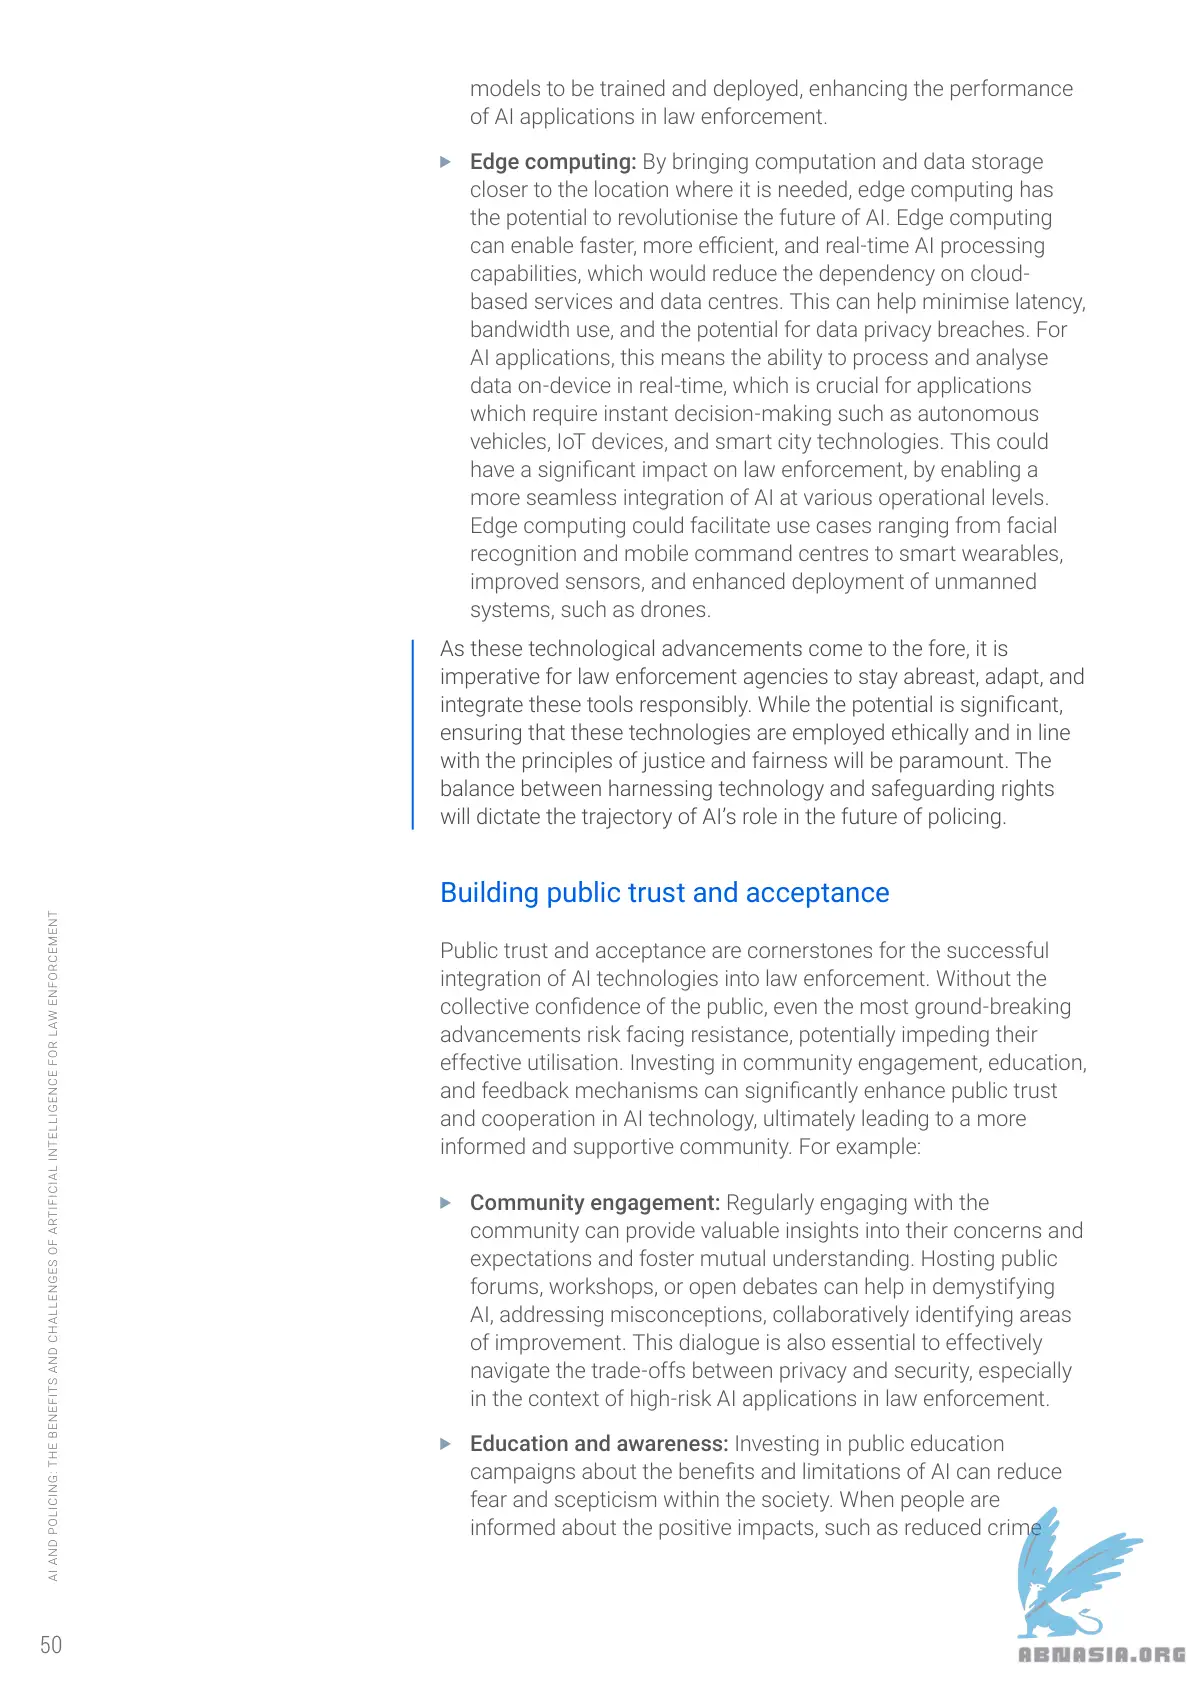 models to be trained and deployed, enhancing the performance
of AI applications in law enforcement.
Edge computing: By bringing computation and data storage
closer to the location where it is needed, edge computing has
the potential to revolutionise the future of AI. Edge computing
can enable faster, more efficient, and real-time AI processing
capabilities, which would reduce the dependency on cloud-
based services and data centres. This can help minimise latency,
bandwidth use, and the potential for data privacy breaches. For
AI applications, this means the ability to process and analyse
data on-device in real-time, which is crucial for applications
which require instant decision-making such as autonomous
vehicles, IoT devices, and smart city technologies. This could
have a significant impact on law enforcement, by enabling a
more seamless integration of AI at various operational levels.
Edge computing could facilitate use cases ranging from facial
recognition and mobile command centres to smart wearables,
improved sensors, and enhanced deployment of unmanned
systems, such as drones.
As these technological advancements come to the fore, it is
imperative for law enforcement agencies to stay abreast, adapt, and
integrate these tools responsibly. While the potential is significant,
ensuring that these technologies are employed ethically and in line
with the principles of justice and fairness will be paramount. The
balance between harnessing technology and safeguarding rights
will dictate the trajectory of AI’s role in the future of policing.
Building public trust and acceptance
Public trust and acceptance are cornerstones for the successful
integration of AI technologies into law enforcement. Without the
collective confidence of the public, even the most ground-breaking
advancements risk facing resistance, potentially impeding their
effective utilisation. Investing in community engagement, education,
and feedback mechanisms can significantly enhance public trust
and cooperation in AI technology, ultimately leading to a more
informed and supportive community. For example:
Community engagement: Regularly engaging with the
community can provide valuable insights into their concerns and
expectations and foster mutual understanding. Hosting public
forums, workshops, or open debates can help in demystifying
AI, addressing misconceptions, collaboratively identifying areas
of improvement. This dialogue is also essential to effectively
navigate the trade-offs between privacy and security, especially
in the context of high-risk AI applications in law enforcement.
Education and awareness: Investing in public education
campaigns about the benefits and limitations of AI can reduce
fear and scepticism within the society. When people are
informed about the positive impacts, such as reduced crime
AI AND POLICING: THE BENEFITS AND CHALLENGES OF ARTIFICIAL INTELLIGENCE FOR LAW ENFORCEMENT
50
ABNASIA.ORG